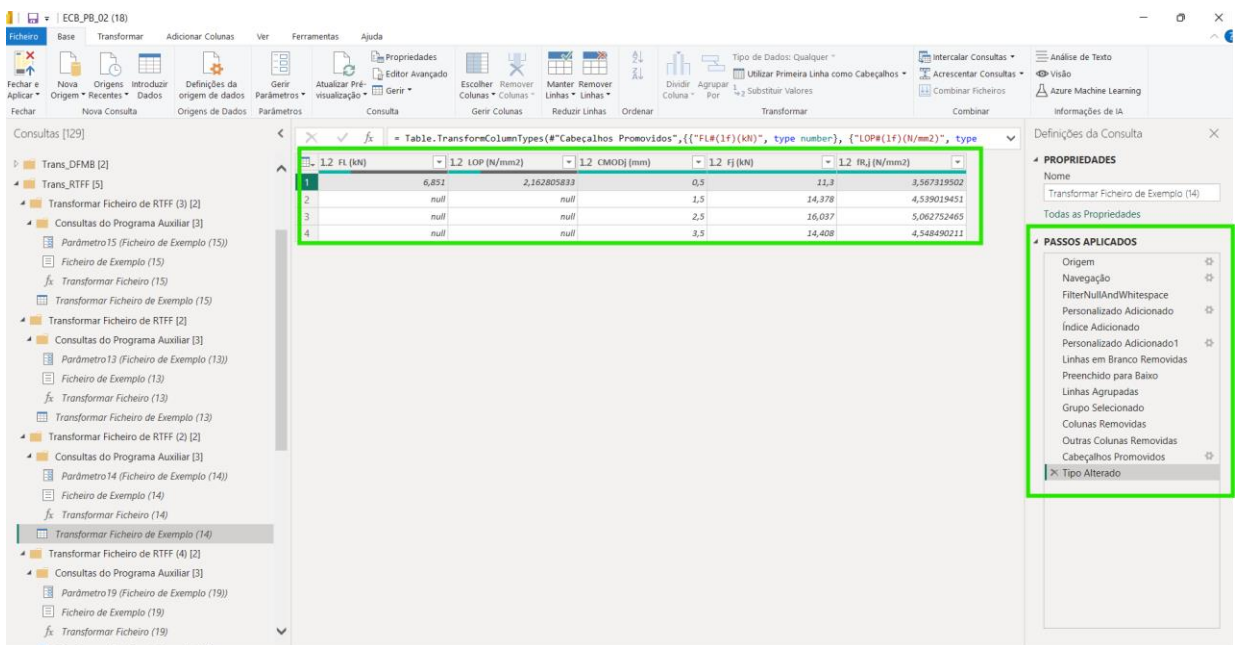 ECB_PB_02 (18)
Ficheiro Base Transformar Adicionar Colunas Ver Ferramentas Ajuda
Fechar e Aplicar
Nova Origem
Origens Recentes
Introduzir Dados
Definições da origem de dados
Gerir Parâmetros
Atualizar Pré-visualização
Propriedades
Editor Avançado
Gerir
Escolher Colunas
Remover Colunas
Manter Linhas
Remover Linhas
Dividir Coluna
Agrupar Por
Tipo de Dados: Qualquer
Utilizar Primeira Linha como Cabeçalhos
Substituir Valores
Intercalar Consultas
Acrescentar Consultas
Combinar Ficheiros
Análise de Texto
Visão
Azure Machine Learning
Fechar Nova Consulta Origens de Dados Parâmetros Consulta Gerir Colunas Reduzir Linhas Ordenar Transformar Combinar Informações de IA
Consultas [129]
Trans_DFMB [2]
Trans_RTFF [5]
Transformar Ficheiro de RTFF (3) [2]
Consultas do Programa Auxiliar [3]
Parâmetro15 (Ficheiro de Exemplo (15))
Ficheiro de Exemplo (15)
fx Transformar Ficheiro (15)
Transformar Ficheiro de Exemplo (15)
Transformar Ficheiro de RTFF [2]
Consultas do Programa Auxiliar [3]
Parâmetro13 (Ficheiro de Exemplo (13))
Ficheiro de Exemplo (13)
fx Transformar Ficheiro (13)
Transformar Ficheiro de Exemplo (13)
Transformar Ficheiro de RTFF (2) [2]
Consultas do Programa Auxiliar [3]
Parâmetro14 (Ficheiro de Exemplo (14))
Ficheiro de Exemplo (14)
fx Transformar Ficheiro (14)
Transformar Ficheiro de Exemplo (14)
Transformar Ficheiro de RTFF (4) [2]
Consultas do Programa Auxiliar [3]
Parâmetro19 (Ficheiro de Exemplo (19))
Ficheiro de Exemplo (19)
fx Transformar Ficheiro (19)
fx = Table.TransformColumnTypes(#"Cabeçalhos Promovidos",{{"FL#(lf)(kN)", type number}, {"LOP#(lf)(N/mm2)", type
1.2 FL (kN) 1.2 LOP (N/mm2) 1.2 CMODj (mm) 1.2 Fj (kN) 1.2 fR,j (N/mm2)
1 6,851 2,162805833 0,5 11,3 3,567319502
2 null null 1,5 14,378 4,539019451
3 null null 2,5 16,037 5,062752465
4 null null 3,5 14,408 4,548490211
Definições da Consulta
PROPRIEDADES
Nome
Transformar Ficheiro de Exemplo (14)
Todas as Propriedades
PASSOS APLICADOS
Origem
Navegação
FilterNullAndWhitespace
Personalizado Adicionado
Índice Adicionado
Personalizado Adicionado1
Linhas em Branco Removidas
Preenchido para Baixo
Linhas Agrupadas
Grupo Selecionado
Colunas Removidas
Outras Colunas Removidas
Cabeçalhos Promovidos
Tipo Alterado